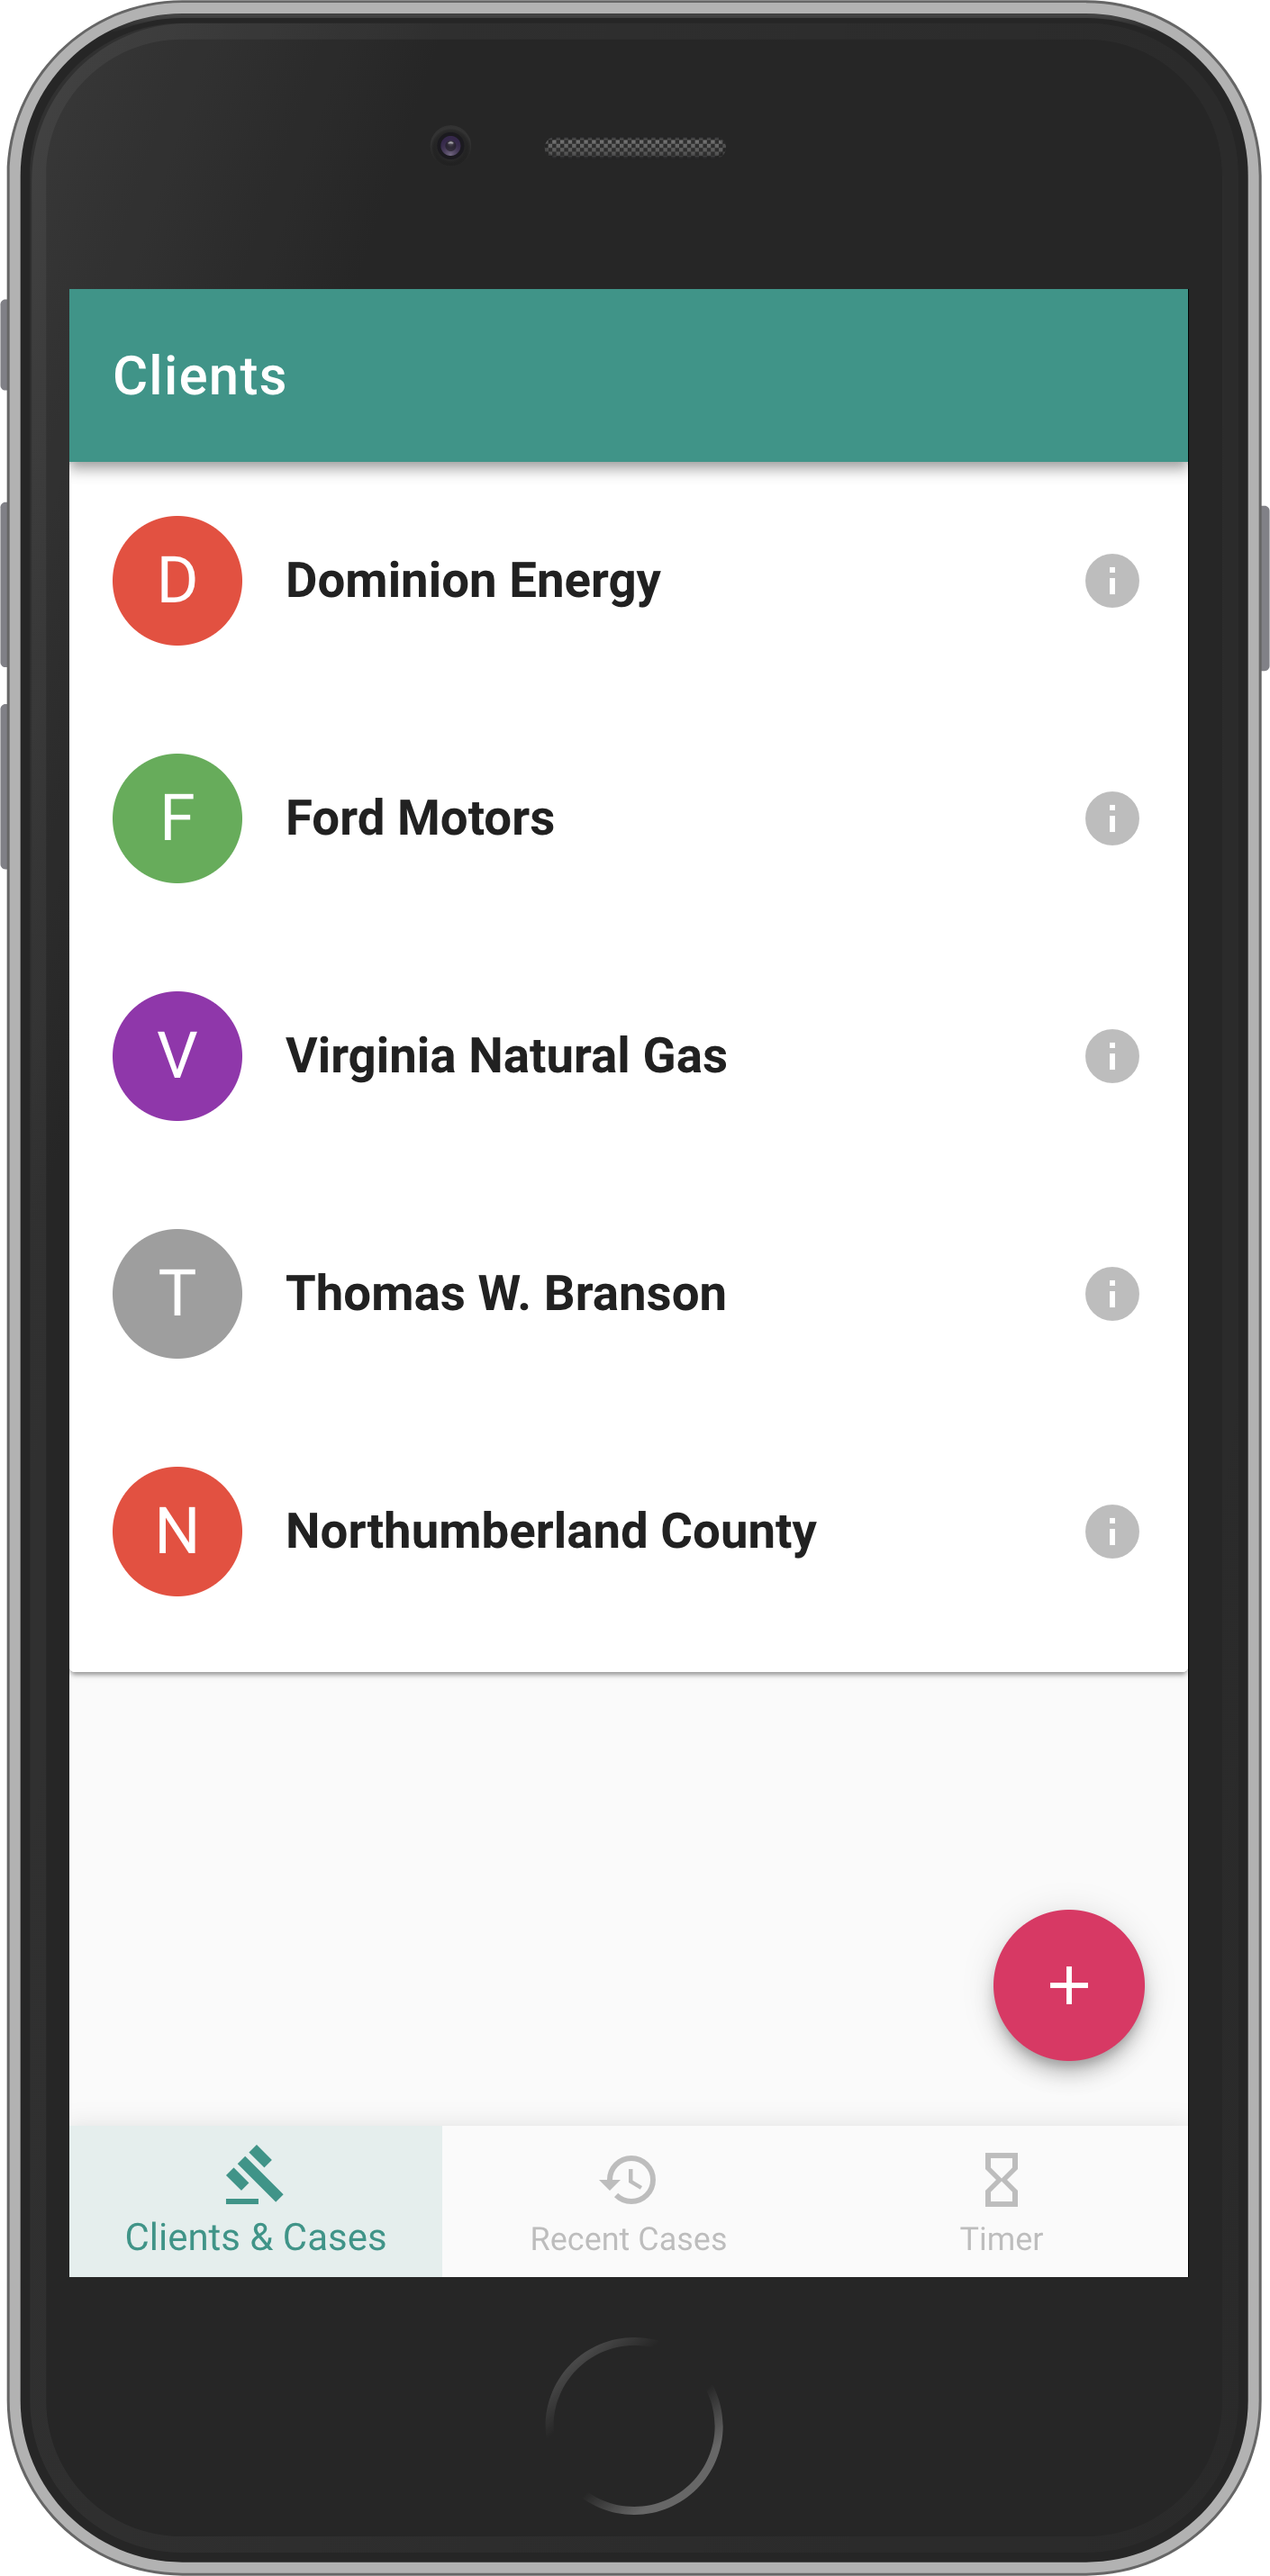 Clients
D Dominion Energy
F Ford Motors
V Virginia Natural Gas
T Thomas W. Branson
N Northumberland County
Clients & Cases Recent Cases Timer